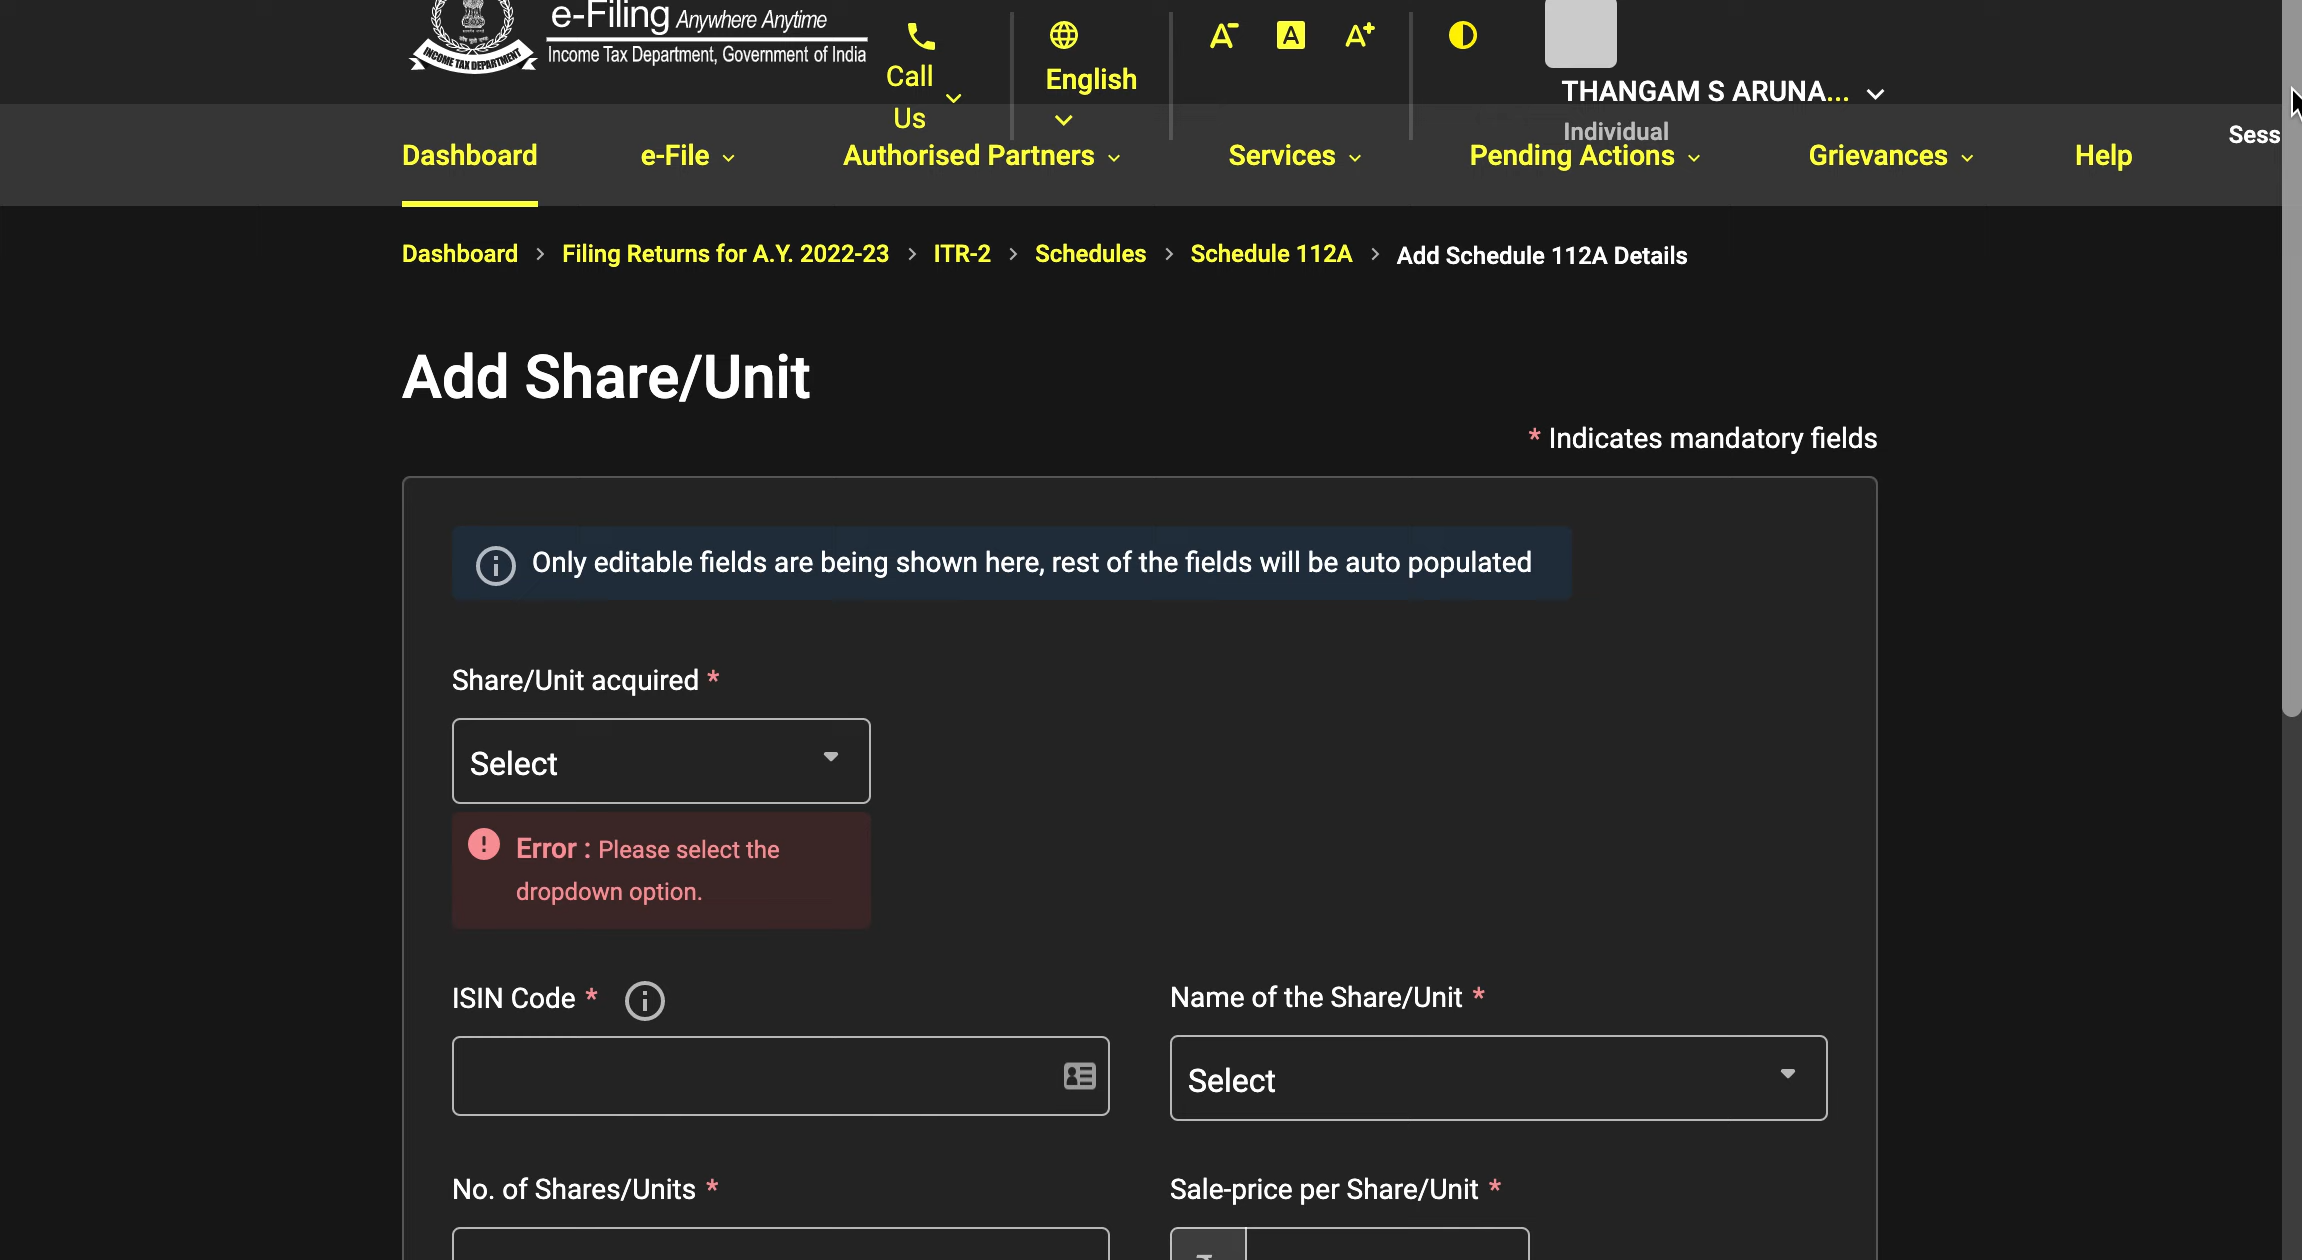 e-Filing Anywhere Anytime
Income Tax Department, Government of India
INCOME TAX DEPARTMENT
Call
Us
English
A-
A
A+
THANGAM S ARUNA...
Individual
Sess
Dashboard
e-File
Authorised Partners
Services
Pending Actions
Grievances
Help
Dashboard > Filing Returns for A.Y. 2022-23 > ITR-2 > Schedules > Schedule 112A > Add Schedule 112A Details
Add Share/Unit
* Indicates mandatory fields
Only editable fields are being shown here, rest of the fields will be auto populated
Share/Unit acquired *
Select
Error : Please select the
dropdown option.
ISIN Code *
Name of the Share/Unit *
Select
No. of Shares/Units *
Sale-price per Share/Unit *